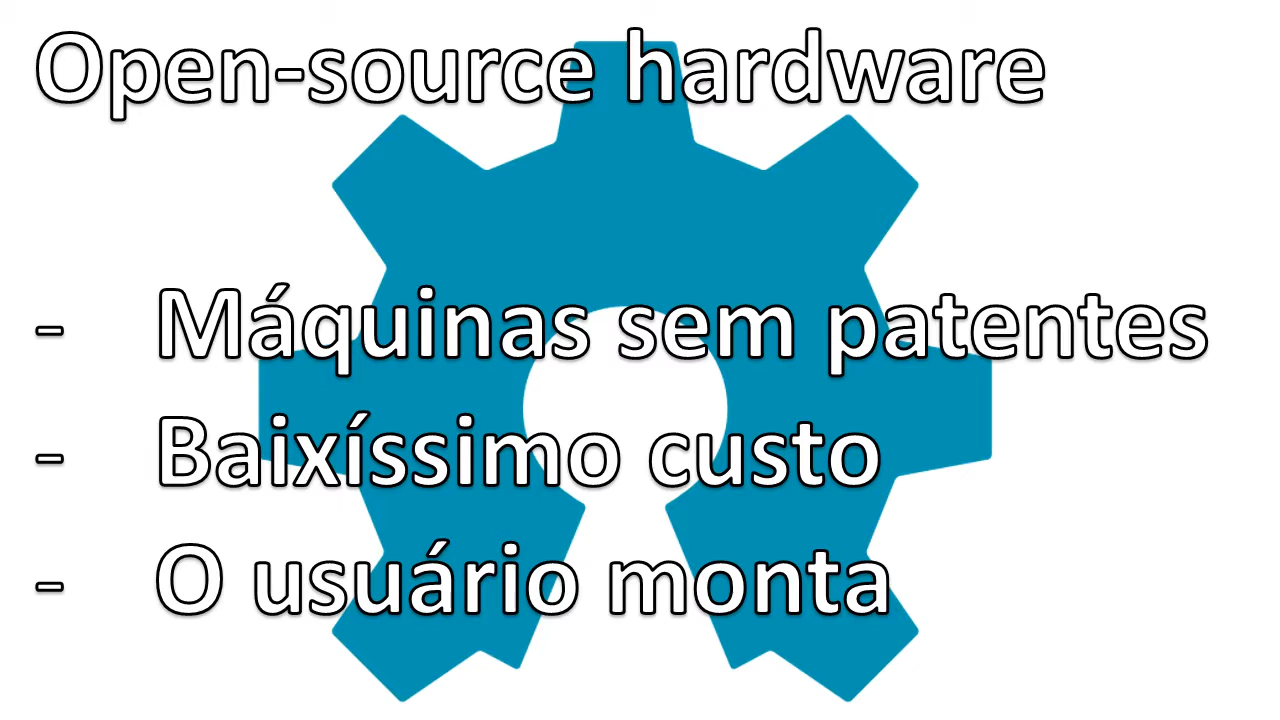 Open-source hardware
- Máquinas sem patentes
- Baixíssimo custo
- O usuário monta